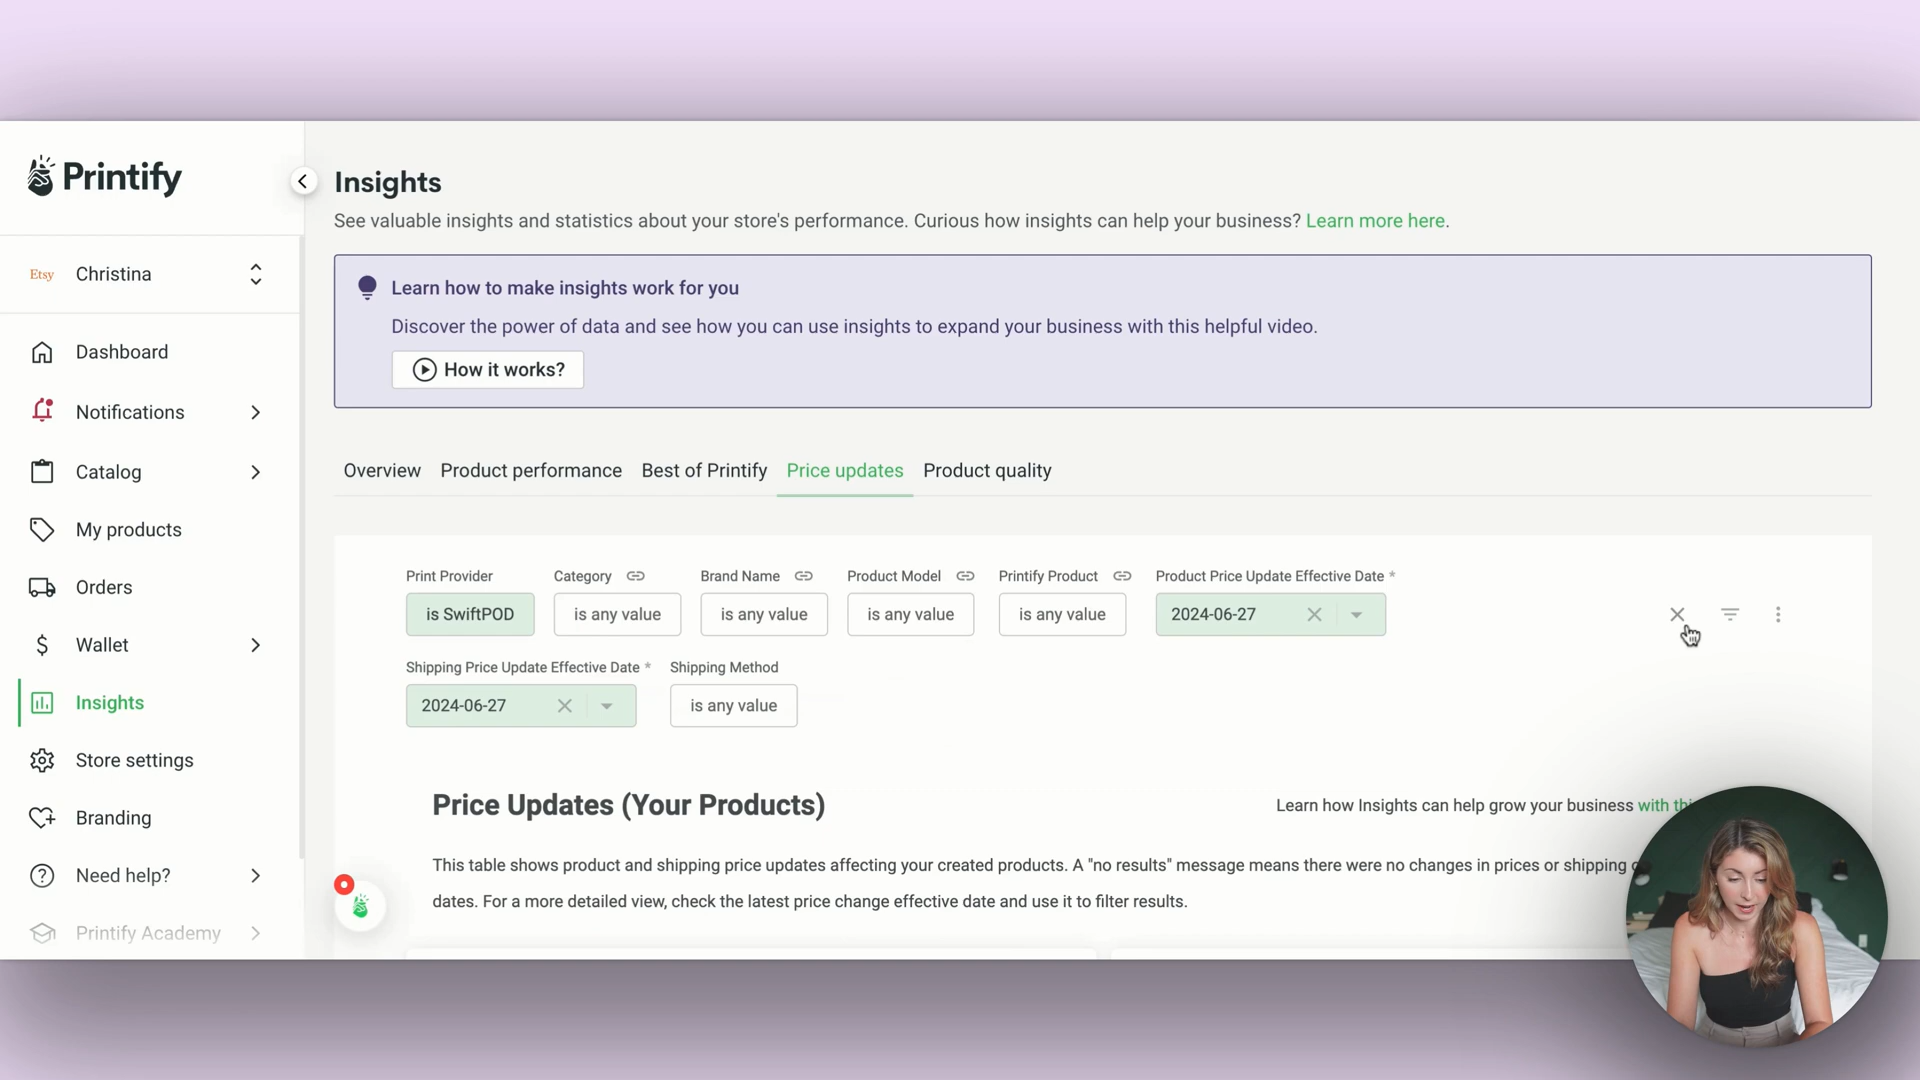 Printify
Insights
See valuable insights and statistics about your store's performance. Curious how insights can help your business? Learn more here.
Etsy Christina
Learn how to make insights work for you
Discover the power of data and see how you can use insights to expand your business with this helpful video.
How it works?
Dashboard
Notifications
Catalog
My products
Orders
Wallet
Insights
Store settings
Branding
Need help?
Printify Academy
Overview Product performance Best of Printify Price updates Product quality
Print Provider Category Brand Name Product Model Printify Product Product Price Update Effective Date *
is SwiftPOD is any value is any value is any value is any value 2024-06-27
Shipping Price Update Effective Date * Shipping Method
2024-06-27 is any value
Price Updates (Your Products)
Learn how Insights can help grow your business with
This table shows product and shipping price updates affecting your created products. A "no results" message means there were no changes in prices or shipping
dates. For a more detailed view, check the latest price change effective date and use it to filter results.